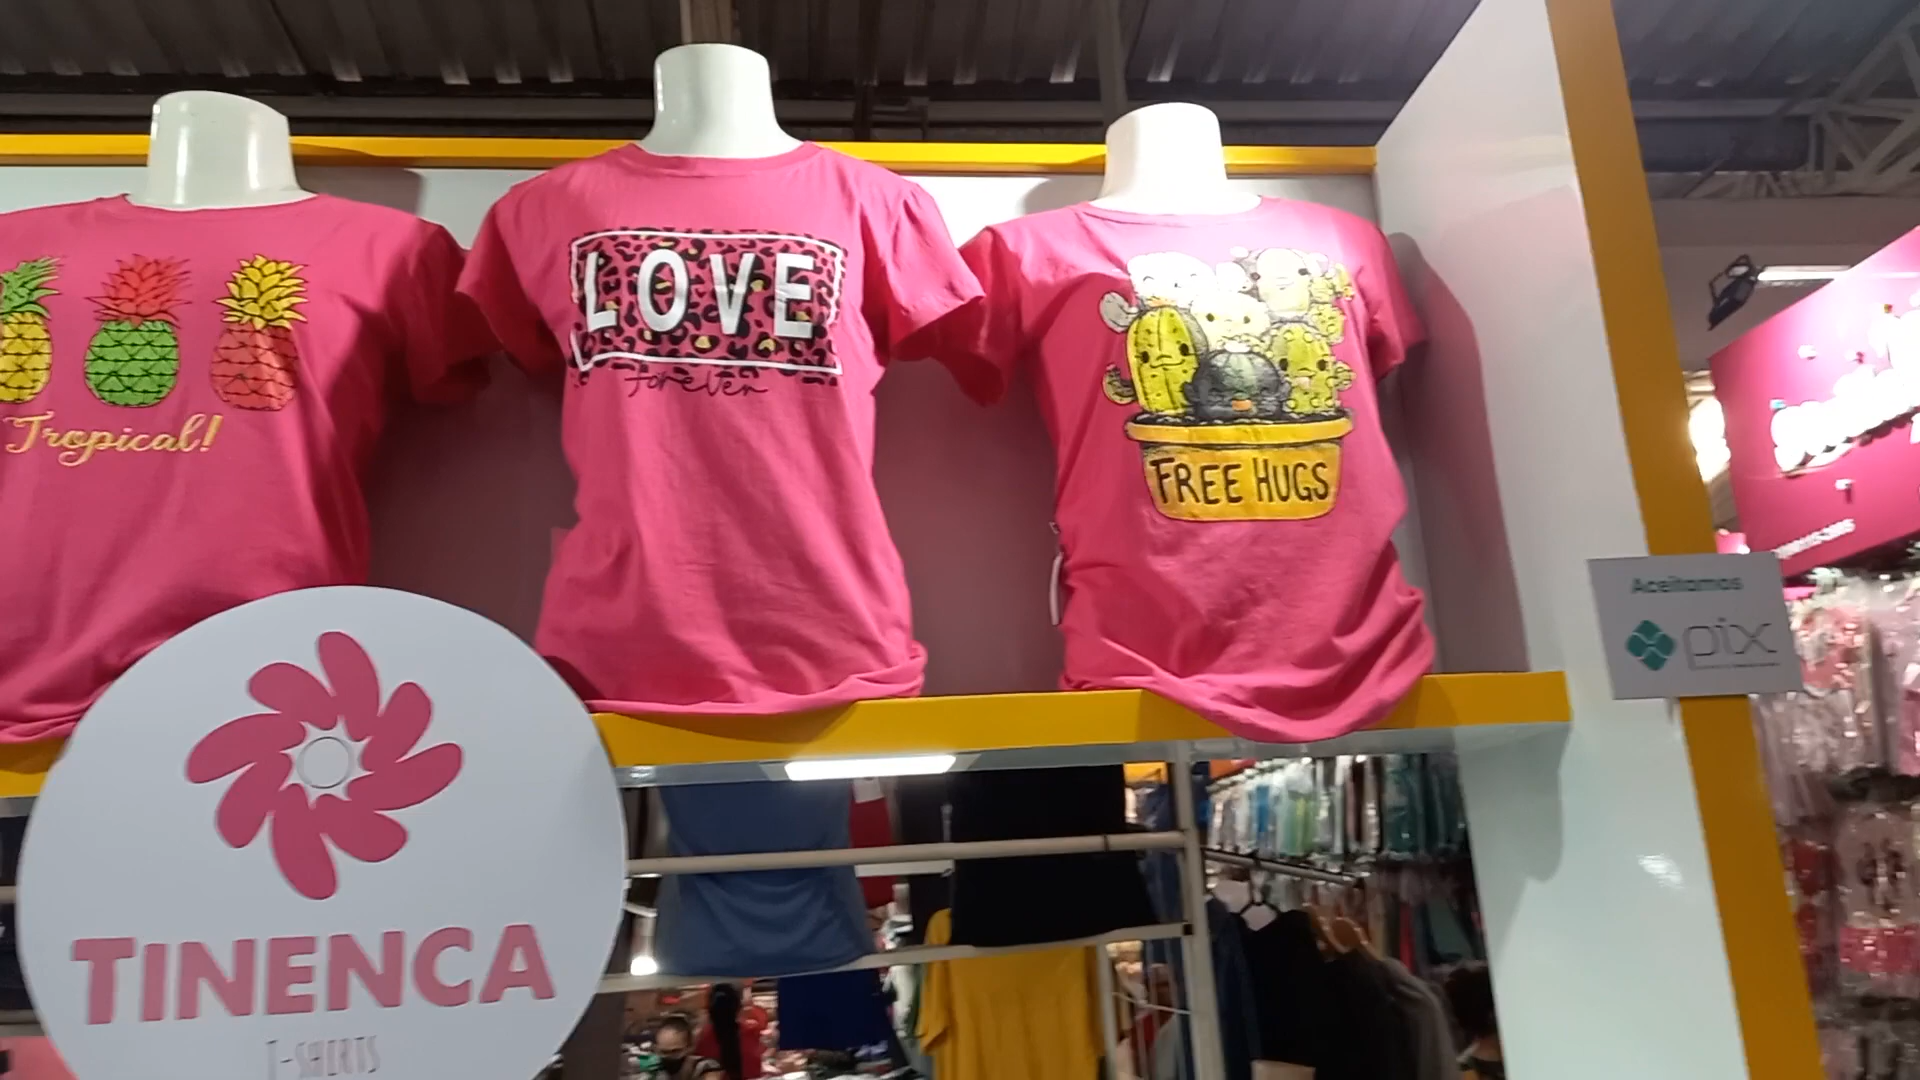 Tropical!
LOVE
forever
FREE HUGS
Aceitamos
pix
TINENCA
T-SHIRTS